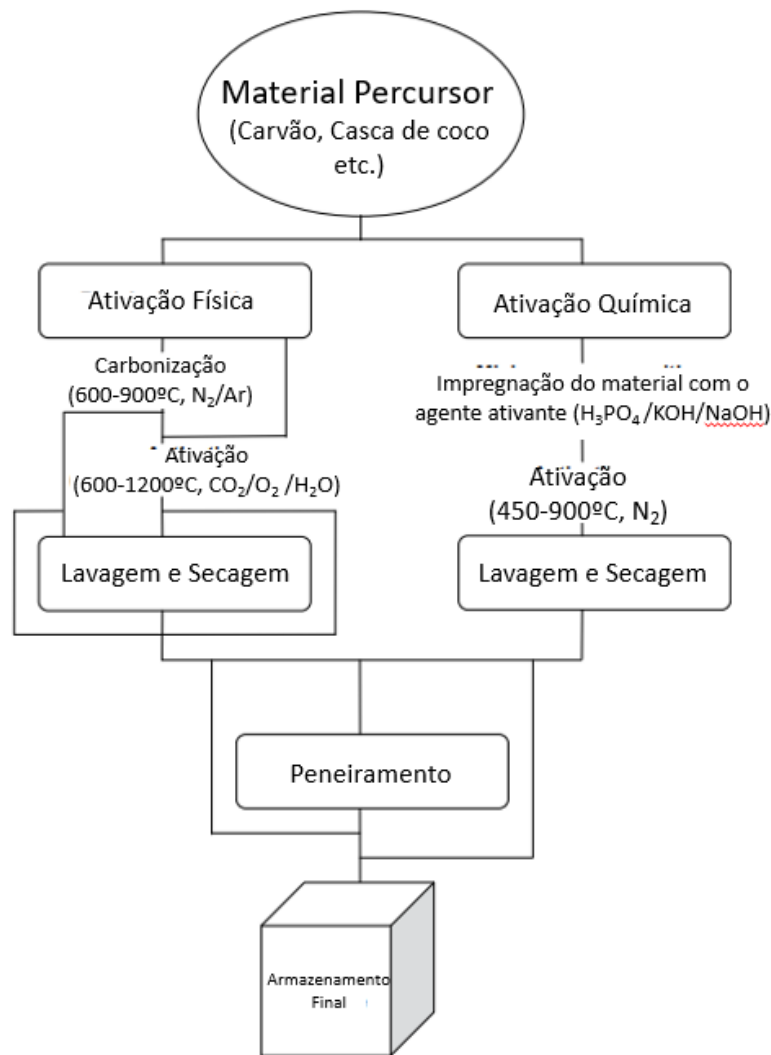 Material Percursor
(Carvão, Casca de coco
etc.)
Ativação Física
Ativação Química
Carbonização
(600-900ºC, N₂/Ar)
Impregnação do material com o
agente ativante (H₃PO₄/KOH/NaOH)
Ativação
(600-1200ºC, CO₂/O₂ /H₂O)
Ativação
(450-900ºC, N₂)
Lavagem e Secagem
Lavagem e Secagem
Peneiramento
Armazenamento
Final